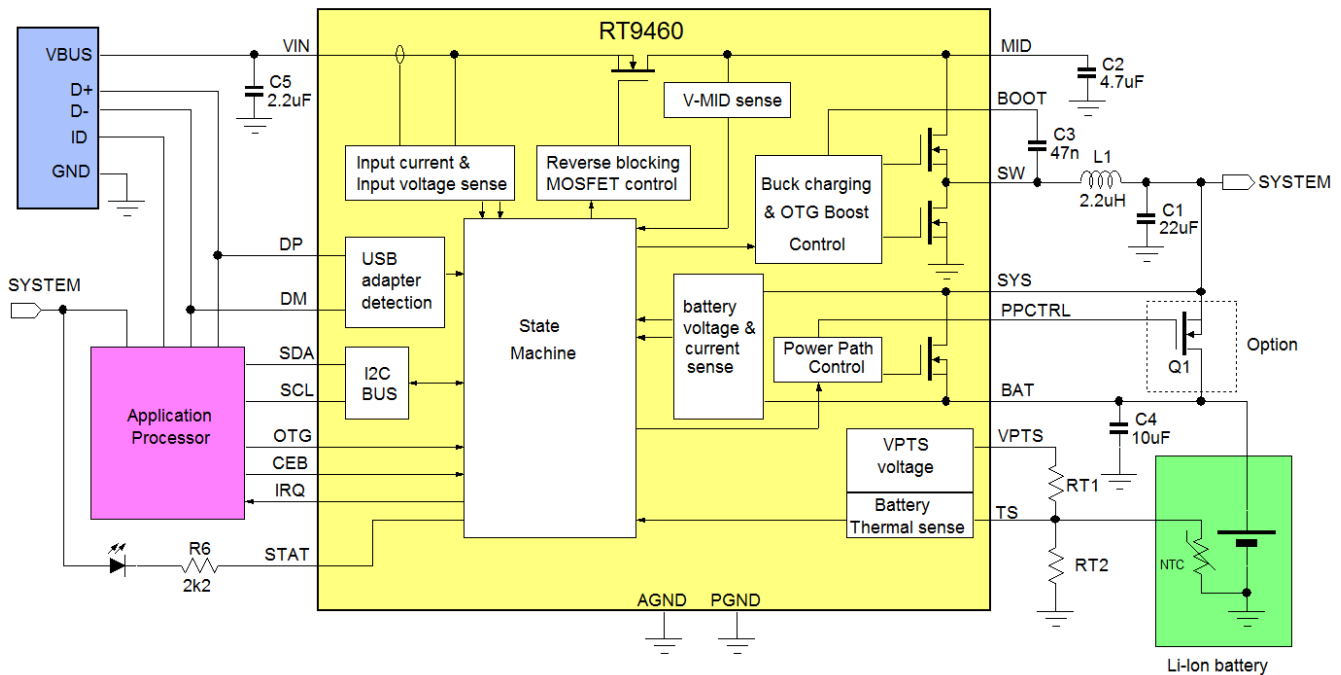 RT9460
VBUS
D+
D-
ID
GND
VIN
C5
2.2uF
MID
C2
4.7uF
V-MID sense
BOOT
C3
47n
Input current &
Input voltage sense
Reverse blocking
MOSFET control
Buck charging
& OTG Boost
Control
SW
L1
2.2uH
SYSTEM
C1
22uF
DP
DM
USB
adapter
detection
SYSTEM
State
Machine
battery
voltage &
current
sense
SYS
PPCTRL
Power Path
Control
Q1
Option
SDA
SCL
I2C
BUS
BAT
C4
10uF
Application
Processor
OTG
CEB
IRQ
VPTS
voltage
VPTS
RT1
Battery
Thermal sense
TS
RT2
NTC
R6
2k2
STAT
AGND
PGND
Li-Ion battery